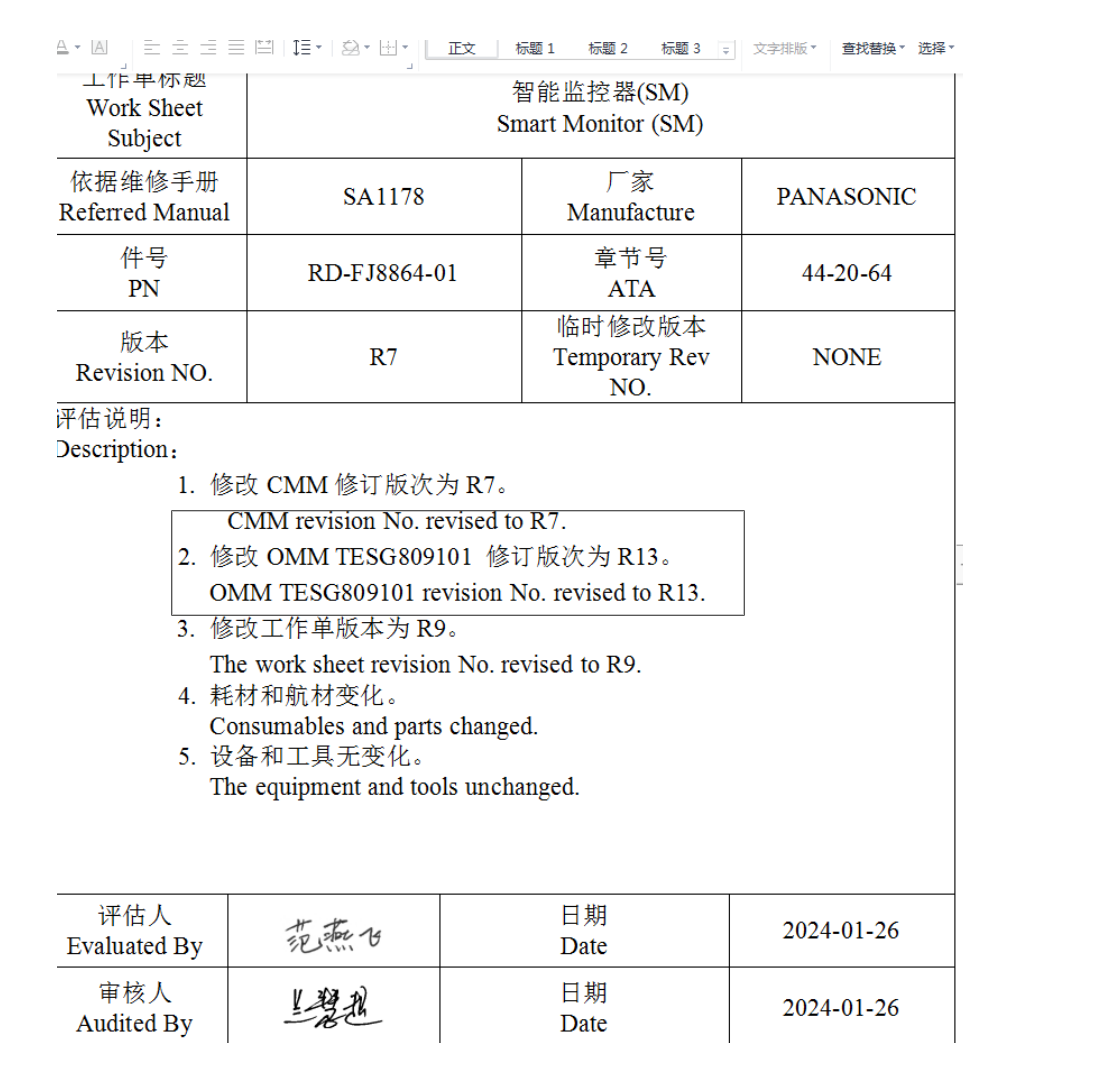 正文 标题 1 标题 2 标题 3 文字排版 查找替换 选择
工作单标题
Work Sheet
Subject
智能监控器(SM)
Smart Monitor (SM)
依据维修手册
Referred Manual
SA1178
厂家
Manufacture
PANASONIC
件号
PN
RD-FJ8864-01
章节号
ATA
44-20-64
版本
Revision NO.
R7
临时修改版本
Temporary Rev
NO.
NONE
评估说明：
Description：
1. 修改 CMM 修订版次为 R7。
CMM revision No. revised to R7.
2. 修改 OMM TESG809101 修订版次为 R13。
OMM TESG809101 revision No. revised to R13.
3. 修改工作单版本为 R9。
The work sheet revision No. revised to R9.
4. 耗材和航材变化。
Consumables and parts changed.
5. 设备和工具无变化。
The equipment and tools unchanged.
评估人
Evaluated By
范燕飞
日期
Date
2024-01-26
审核人
Audited By
日期
Date
2024-01-26